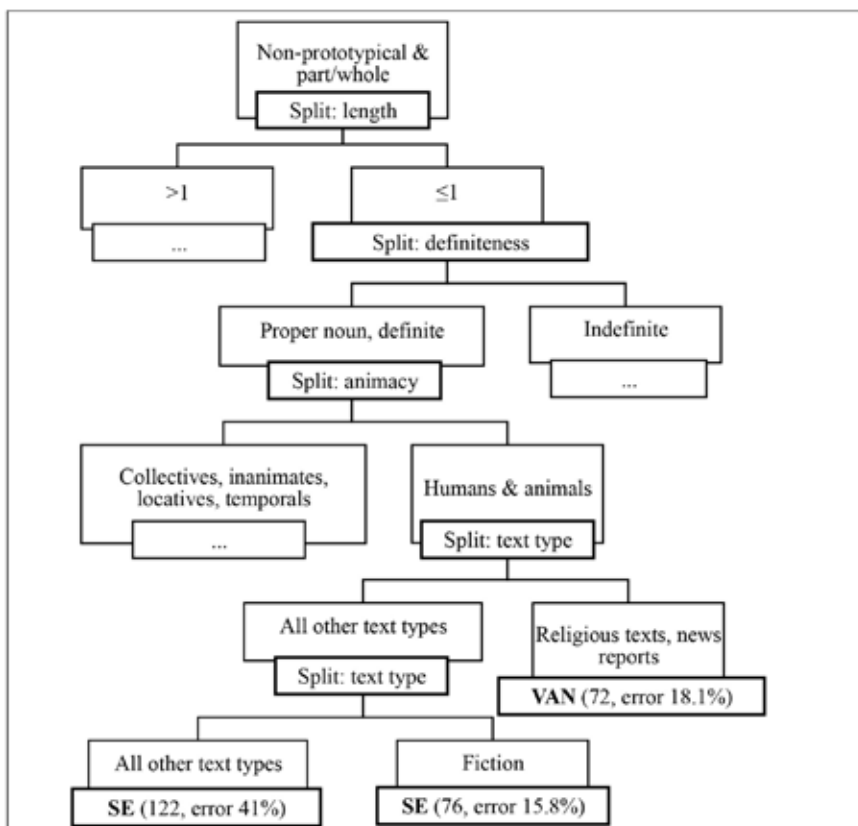 Non-prototypical &
part/whole
Split: length
>1
...
≤1
Split: definiteness
Proper noun, definite
Split: animacy
Indefinite
...
Collectives, inanimates,
locatives, temporals
...
Humans & animals
Split: text type
All other text types
Split: text type
Religious texts, news
reports
VAN (72, error 18.1%)
All other text types
SE (122, error 41%)
Fiction
SE (76, error 15.8%)